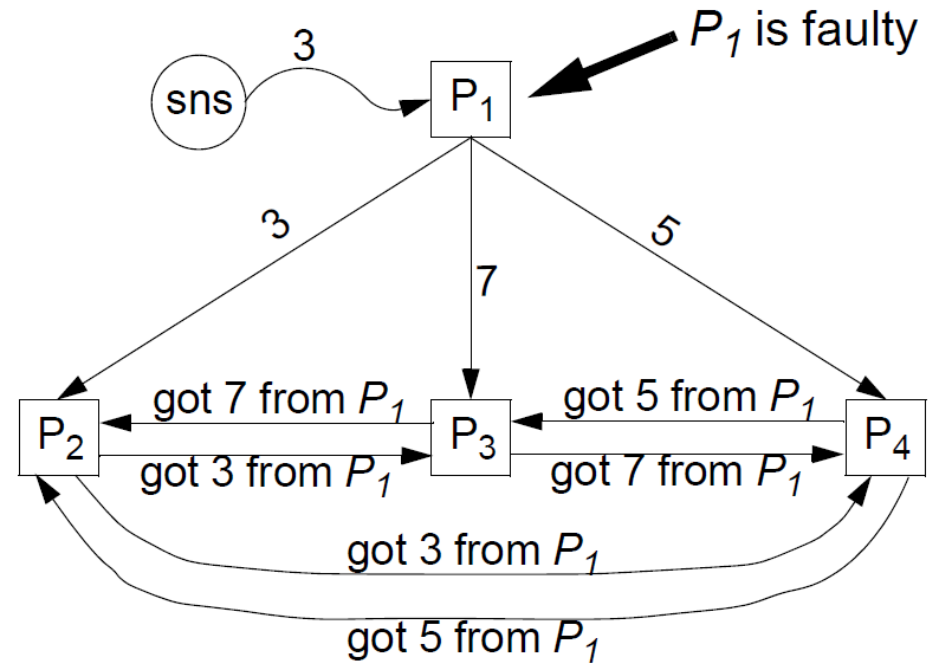 P1 is faulty
3
sns
P1
3
7
5
got 7 from P1
got 5 from P1
P2
P3
P4
got 3 from P1
got 7 from P1
got 3 from P1
got 5 from P1